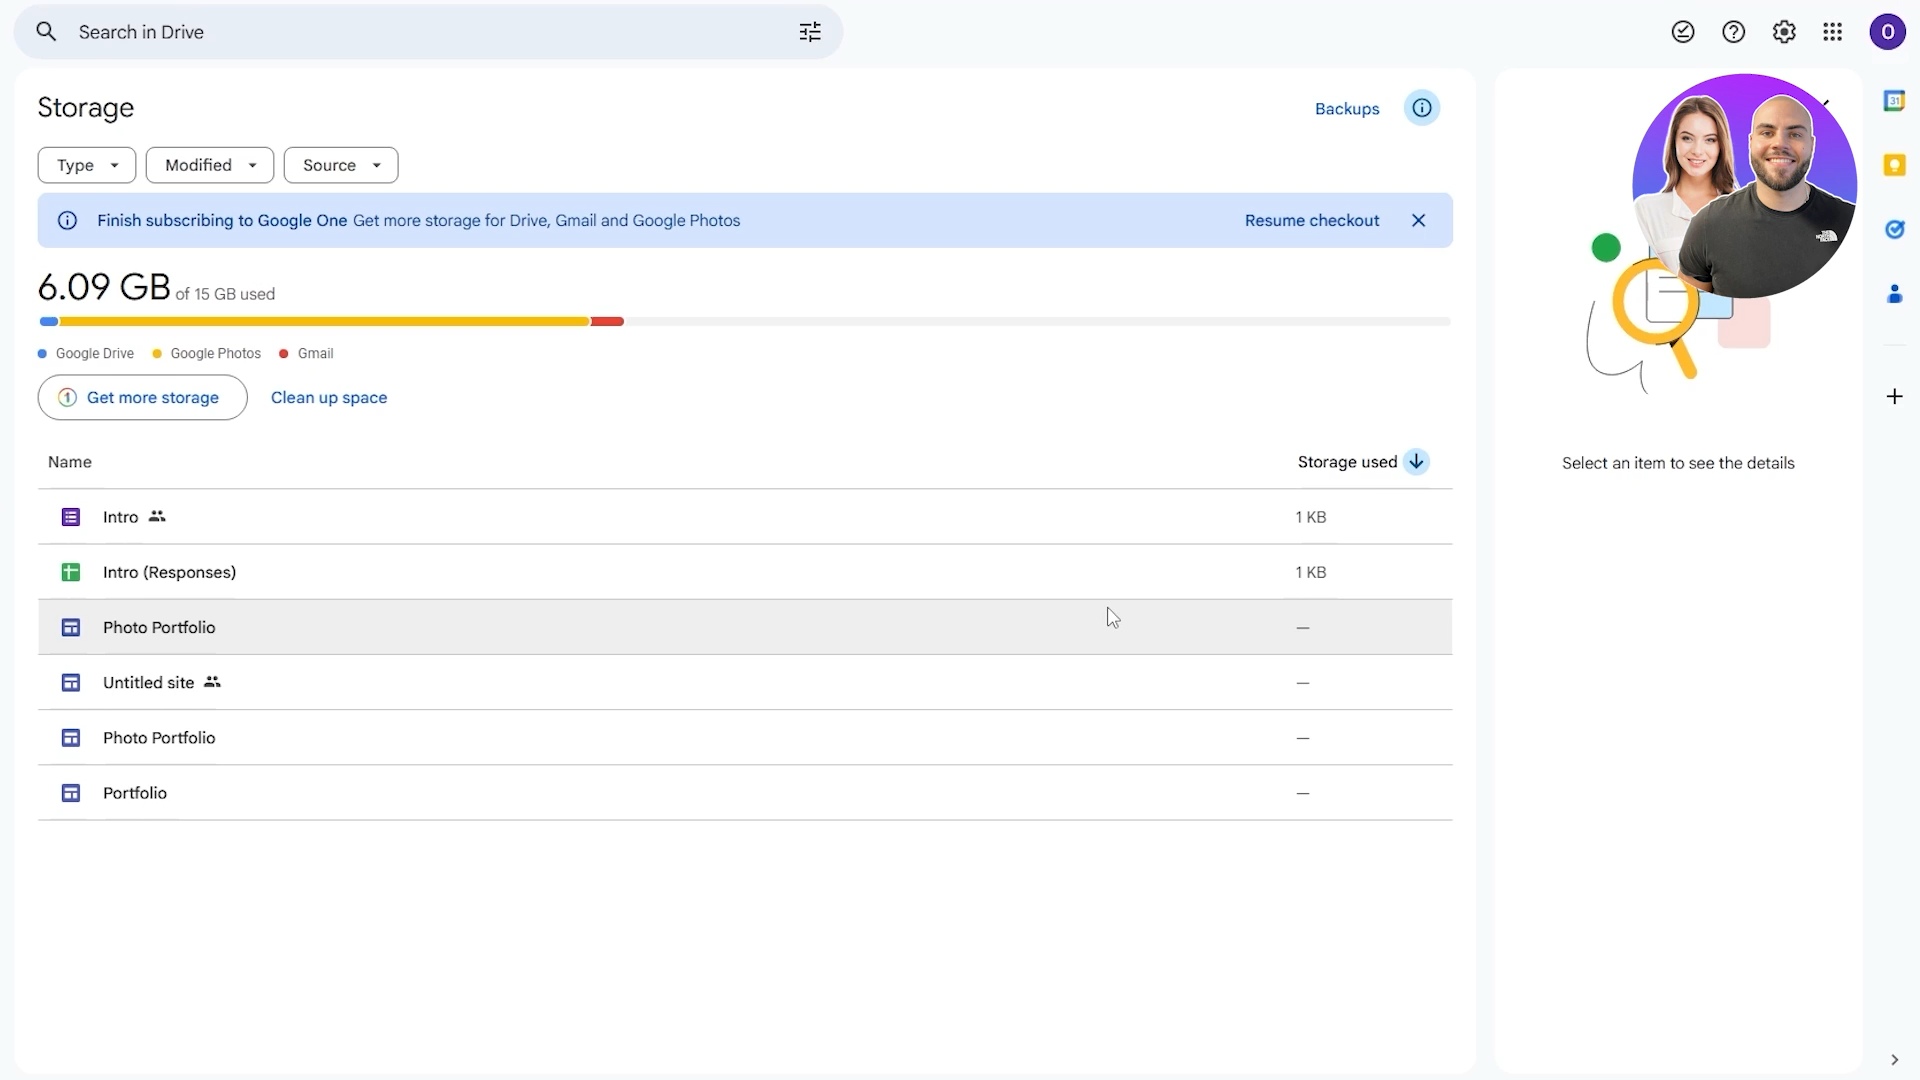 Search in Drive
O
Storage
Backups
Type
Modified
Source
31
Finish subscribing to Google One Get more storage for Drive, Gmail and Google Photos
Resume checkout
6.09 GB of 15 GB used
Google Drive
Google Photos
Gmail
1 Get more storage
Clean up space
Name
Storage used
Select an item to see the details
Intro
1 KB
Intro (Responses)
1 KB
Photo Portfolio
—
Untitled site
—
Photo Portfolio
—
Portfolio
—